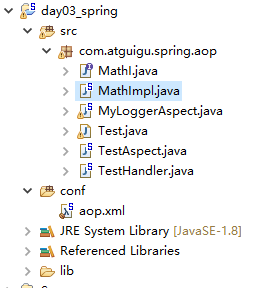 day03_spring
src
com.atguigu.spring.aop
MathI.java
MathImpl.java
MyLoggerAspect.java
Test.java
TestAspect.java
TestHandler.java
conf
aop.xml
JRE System Library [JavaSE-1.8]
Referenced Libraries
lib